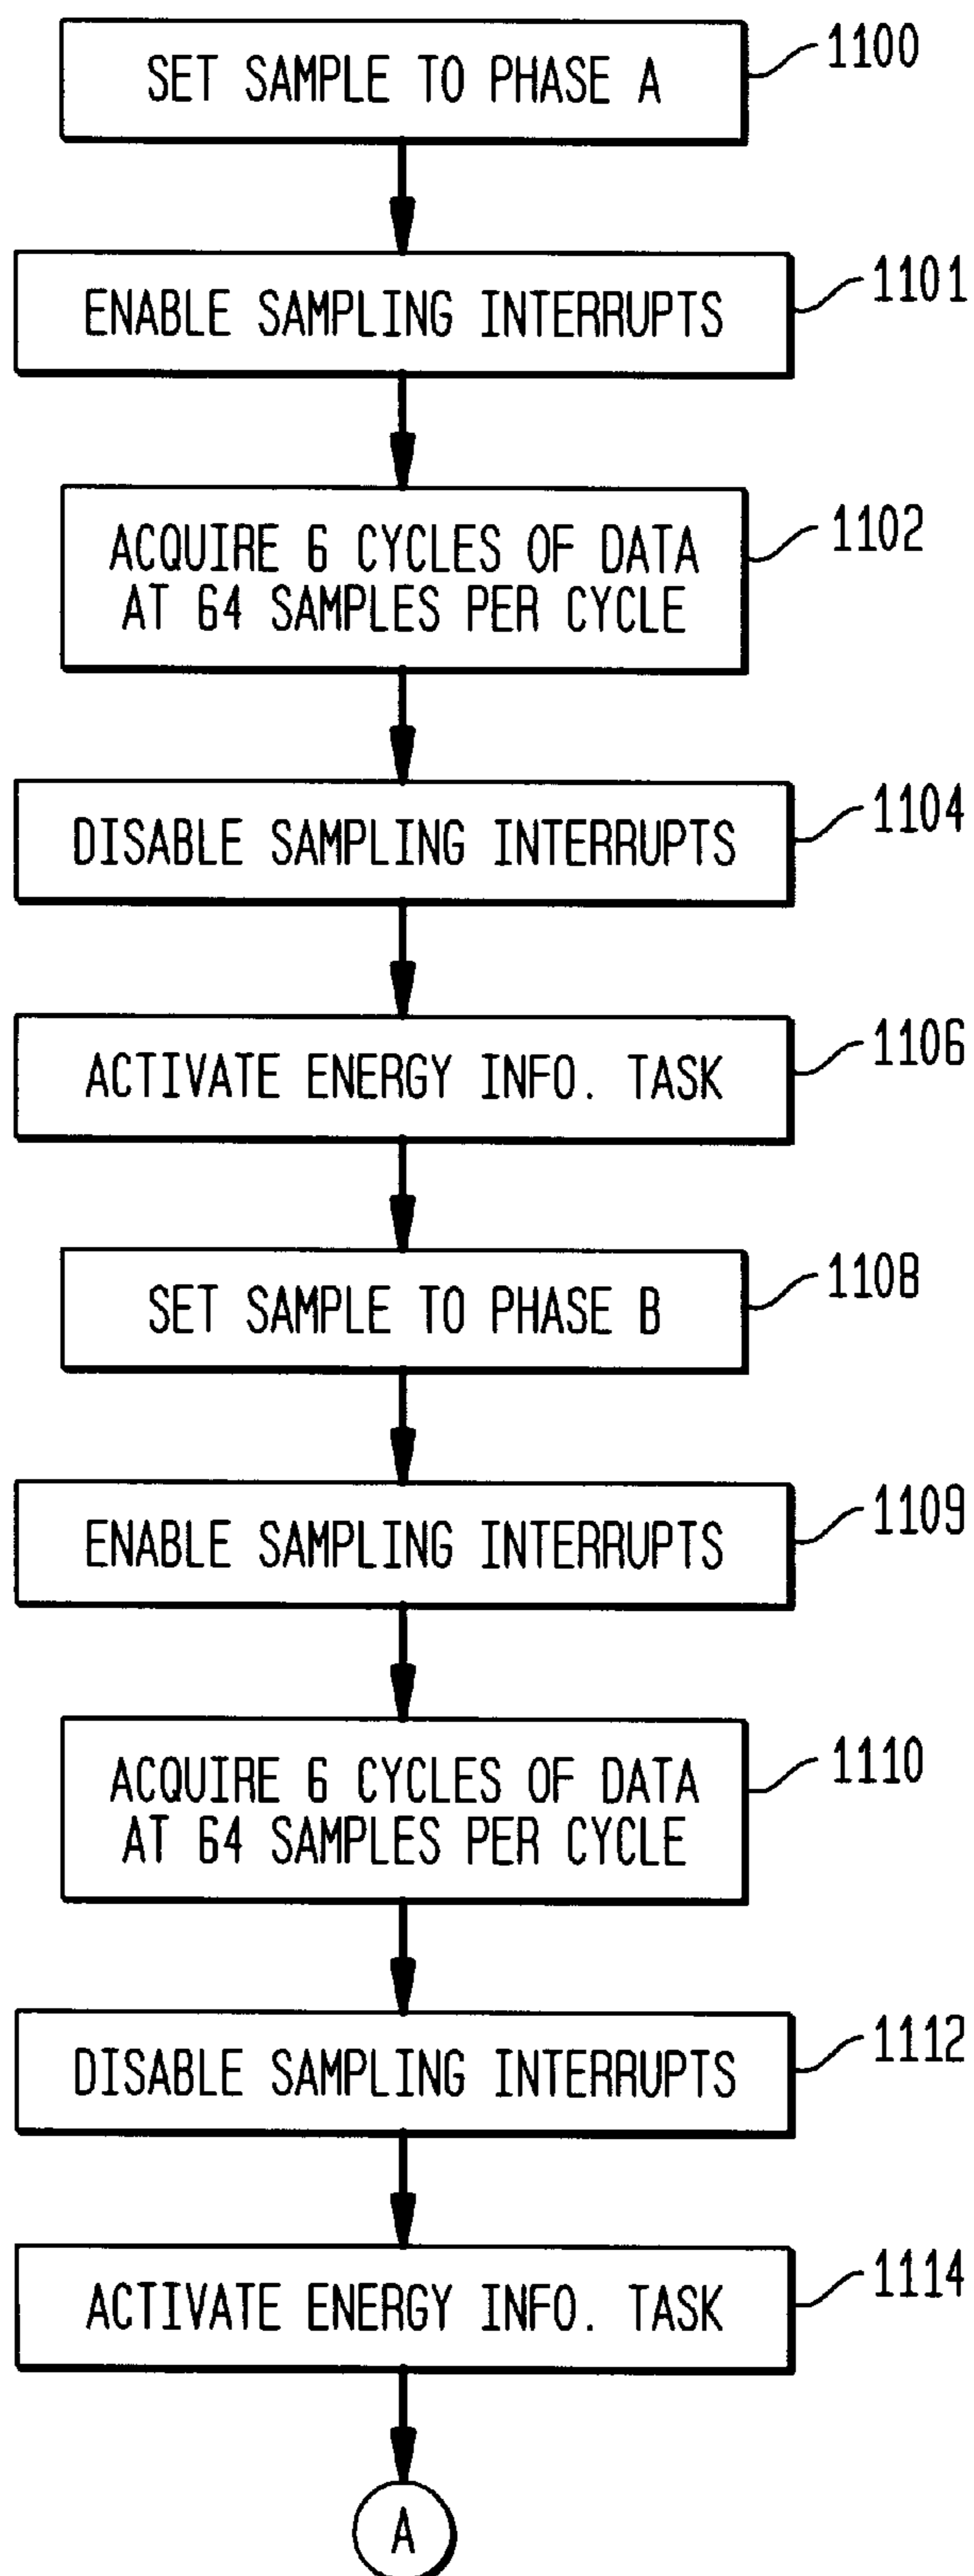 SET SAMPLE TO PHASE A
1100
ENABLE SAMPLING INTERRUPTS
1101
ACQUIRE 6 CYCLES OF DATA
AT 64 SAMPLES PER CYCLE
1102
DISABLE SAMPLING INTERRUPTS
1104
ACTIVATE ENERGY INFO. TASK
1106
SET SAMPLE TO PHASE B
1108
ENABLE SAMPLING INTERRUPTS
1109
ACQUIRE 6 CYCLES OF DATA
AT 64 SAMPLES PER CYCLE
1110
DISABLE SAMPLING INTERRUPTS
1112
ACTIVATE ENERGY INFO. TASK
1114
A